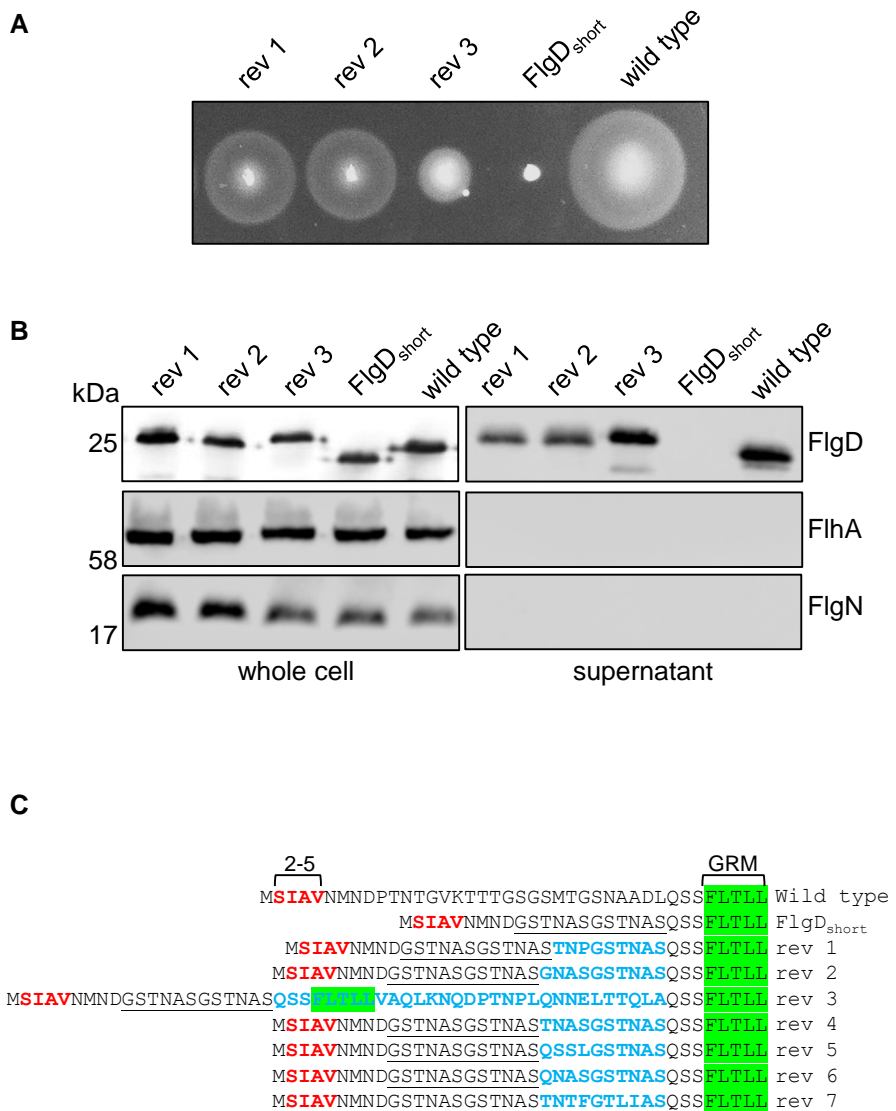 A
rev 1 rev 2 rev 3 FlgDshort wild type
B
rev 1 rev 2 rev 3 FlgDshort wild type rev 1 rev 2 rev 3 FlgDshort wild type
kDa
25 FlgD
58 FlhA
17 FlgN
whole cell supernatant
C
2-5 GRM
MSIAVNMNDPTNTGVKTTTGSGSMTGSNAADLQSSFLTLL Wild type
MSIAVNMNDGSTNASGSTNASQSSFLTLL FlgDshort
MSIAVNMNDGSTNASGSTNASTNPGSTNASQSSFLTLL rev 1
MSIAVNMNDGSTNASGSTNASGNASGSTNASQSSFLTLL rev 2
MSIAVNMNDGSTNASGSTNASQSSFLTLLVAQLKNQDPTNPLQNNELTTQLAQSSFLTLL rev 3
MSIAVNMNDGSTNASGSTNASTNASGSTNASQSSFLTLL rev 4
MSIAVNMNDGSTNASGSTNASQSSLGSTNASQSSFLTLL rev 5
MSIAVNMNDGSTNASGSTNASQNASGSTNASQSSFLTLL rev 6
MSIAVNMNDGSTNASGSTNASTNTFGTLIASQSSFLTLL rev 7